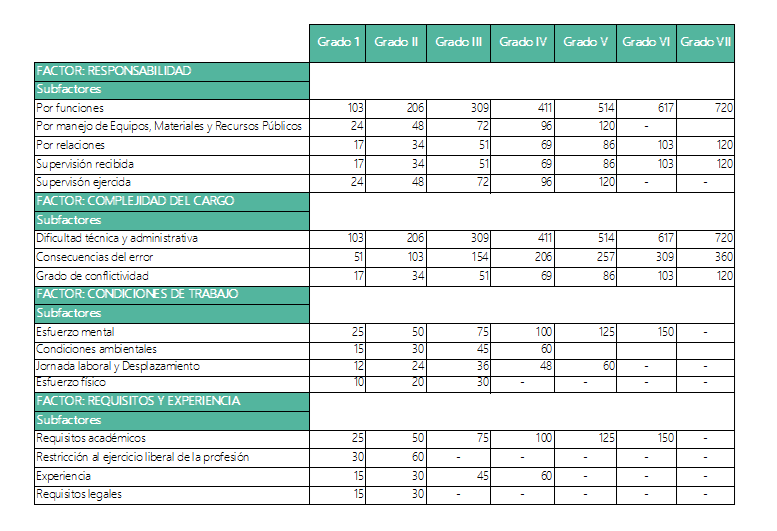 Grado 1 Grado II Grado III Grado IV Grado V Grado VI Grado VII
FACTOR: RESPONSABILIDAD
Subfactores
Por funciones 103 206 309 411 514 617 720
Por manejo de Equipos, Materiales y Recursos Públicos 24 48 72 96 120 -
Por relaciones 17 34 51 69 86 103 120
Supervisión recibida 17 34 51 69 86 103 120
Supervisón ejercida 24 48 72 96 120 - -
FACTOR: COMPLEJIDAD DEL CARGO
Subfactores
Dificultad técnica y administrativa 103 206 309 411 514 617 720
Consecuencias del error 51 103 154 206 257 309 360
Grado de conflictividad 17 34 51 69 86 103 120
FACTOR: CONDICIONES DE TRABAJO
Subfactores
Esfuerzo mental 25 50 75 100 125 150 -
Condiciones ambientales 15 30 45 60
Jornada laboral y Desplazamiento 12 24 36 48 60 - -
Esfuerzo físico 10 20 30 - - - -
FACTOR: REQUISITOS Y EXPERIENCIA
Subfactores
Requisitos académicos 25 50 75 100 125 150 -
Restricción al ejercicio liberal de la profesión 30 60 - - - - -
Experiencia 15 30 45 60 - - -
Requisitos legales 15 30 - - - - -